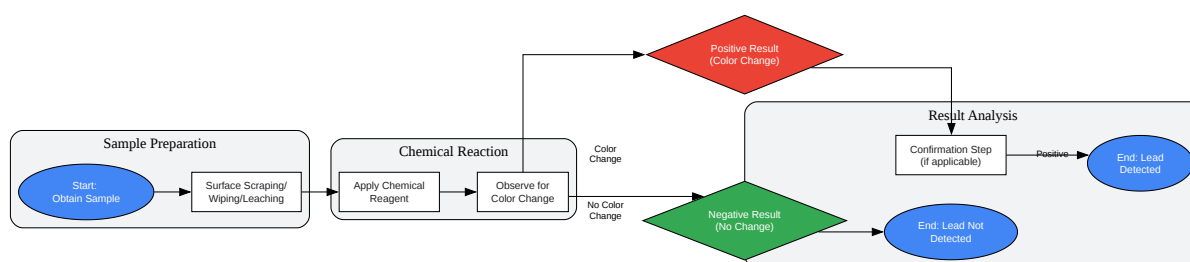 Sample Preparation
Start:
Obtain Sample
Surface Scraping/
Wiping/Leaching
Chemical Reaction
Apply Chemical
Reagent
Observe for
Color Change
Color
Change
No Color
Change
Positive Result
(Color Change)
Negative Result
(No Change)
Result Analysis
Confirmation Step
(if applicable)
Positive
End: Lead
Detected
End: Lead Not
Detected